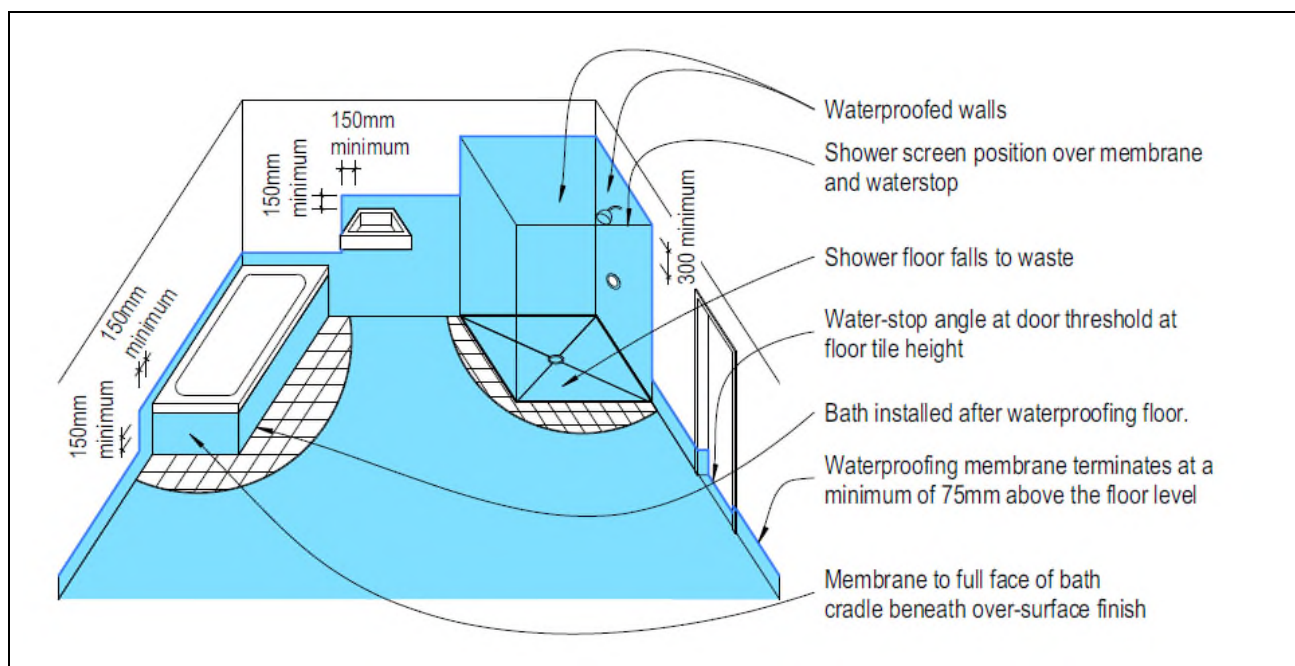 150mm
minimum
150mm
minimum
150mm
minimum
150mm
minimum
300 minimum
Waterproofed walls
Shower screen position over membrane
and waterstop
Shower floor falls to waste
Water-stop angle at door threshold at
floor tile height
Bath installed after waterproofing floor.
Waterproofing membrane terminates at a
minimum of 75mm above the floor level
Membrane to full face of bath
cradle beneath over-surface finish